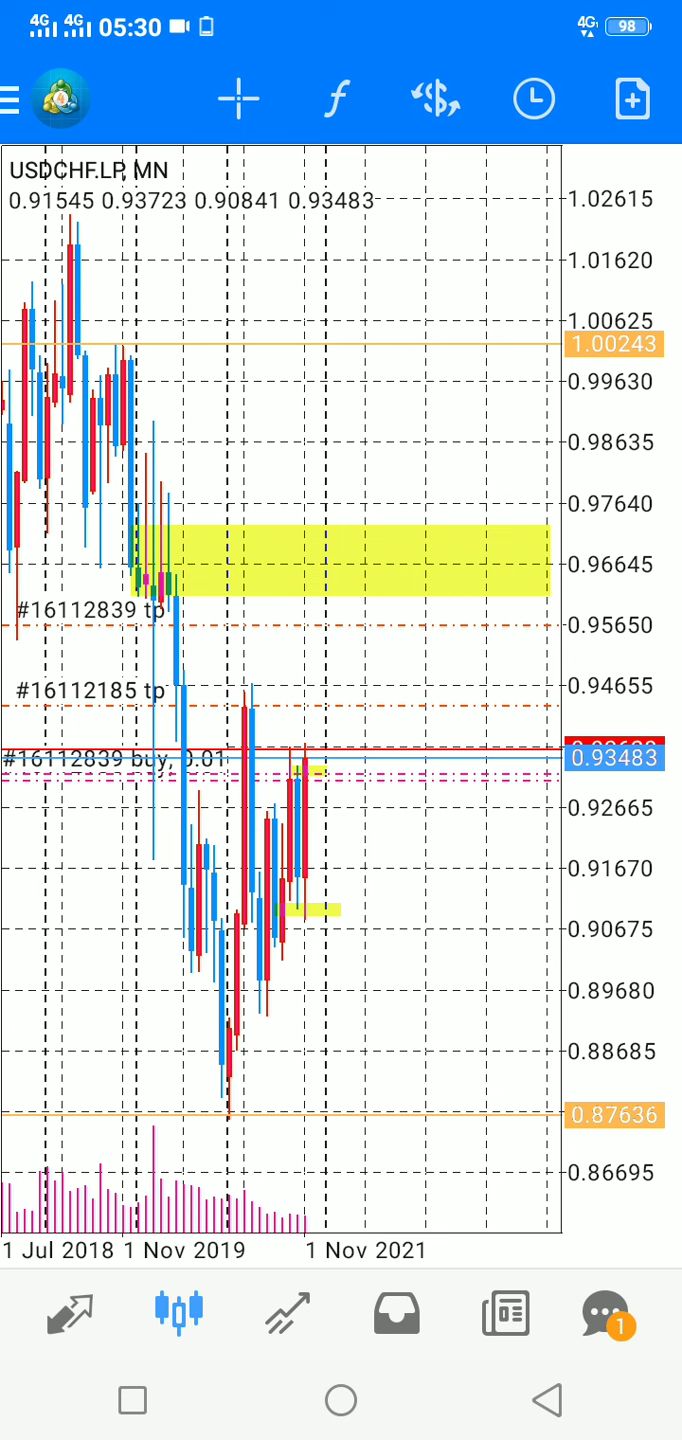 4G 4G 05:30 4G 98
4
f $
USDCHF.LP, MN
0.91545 0.93723 0.90841 0.93483
1.02615
1.01620
1.00625
1.00243
0.99630
0.98635
0.97640
0.96645
#16112839 tp
0.95650
#16112185 tp
0.94655
#16112839 buy, 0.01
0.93483
0.92665
0.91670
0.90675
0.89680
0.88685
0.87636
0.86695
1 Jul 2018 1 Nov 2019 1 Nov 2021
1